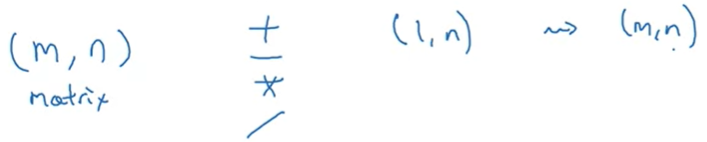 (m, n) + (1, n) ⇝ (m, n)
matrix -
*
/